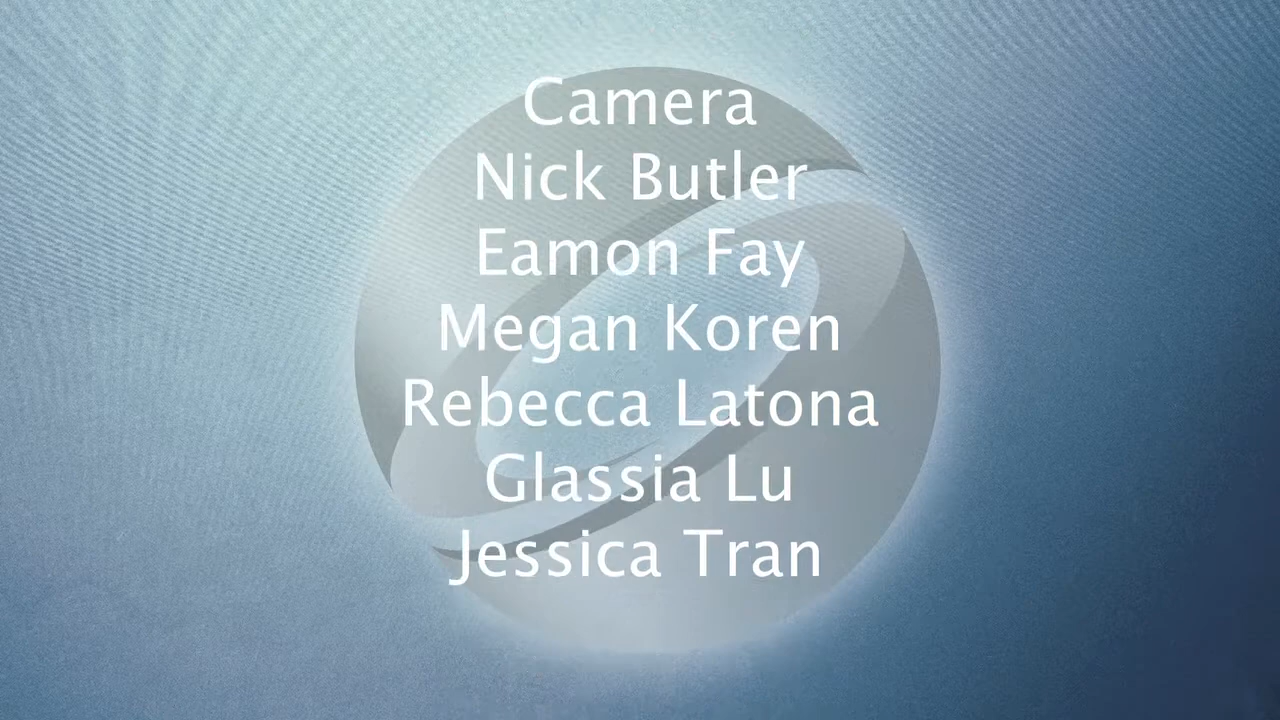 Camera
Nick Butler
Eamon Fay
Megan Koren
Rebecca Latona
Glassia Lu
Jessica Tran